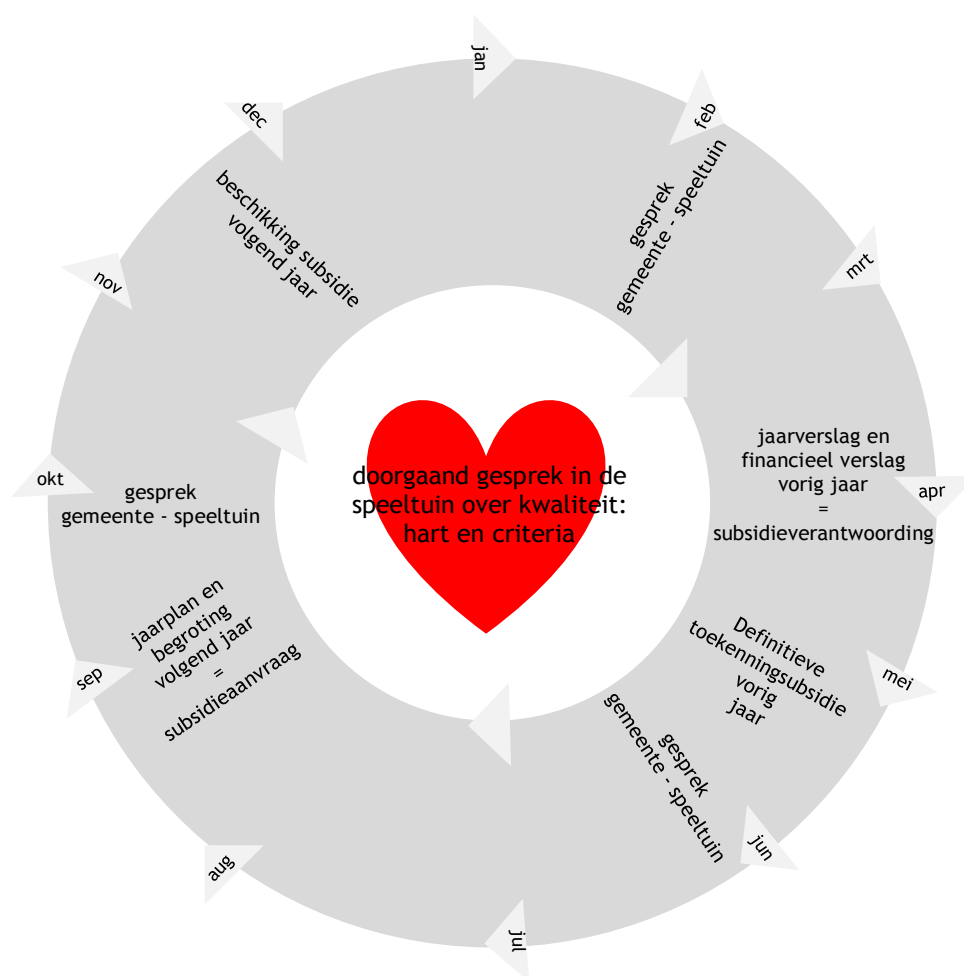 jan
feb
gesprek
gemeente - speeltuin
mrt
apr
jaarverslag en
financieel verslag
vorig jaar
=
subsidieverantwoording
mei
Definitieve
toekenningsubsidie
vorig
jaar
jun
gesprek
gemeente - speeltuin
jul
aug
sep
jaarplan en
begroting
volgend jaar
=
subsidieaanvraag
okt
gesprek
gemeente - speeltuin
nov
dec
beschikking subsidie
volgend jaar
doorgaand gesprek in de
speeltuin over kwaliteit:
hart en criteria